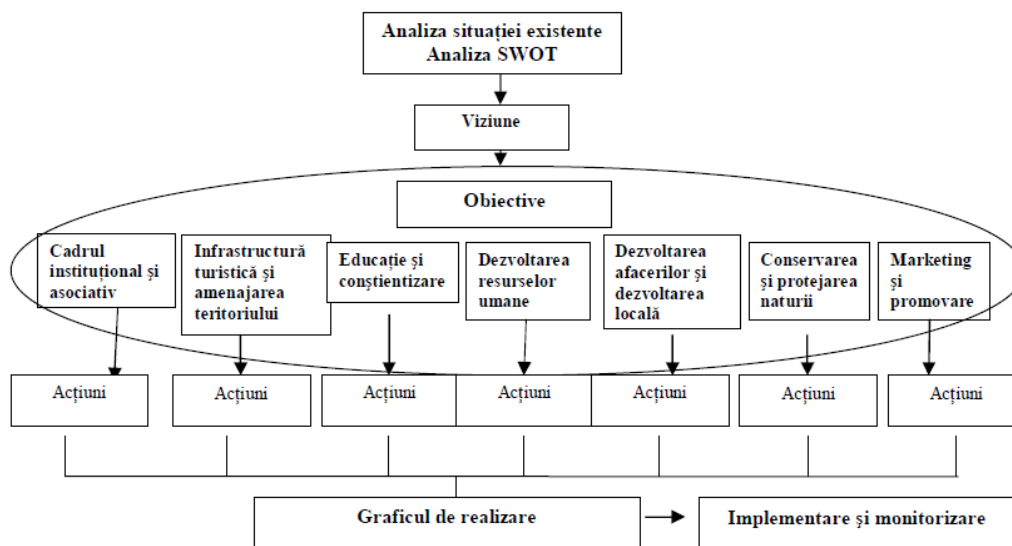 Analiza situației existente
Analiza SWOT
Viziune
Obiective
Cadrul
instituțional și
asociativ
Infrastructură
turistică și
amenajarea
teritoriului
Educație și
conștientizare
Dezvoltarea
resurselor
umane
Dezvoltarea
afacerilor și
dezvoltarea
locală
Conservarea
și protejarea
naturii
Marketing
și
promovare
Acțiuni
Acțiuni
Acțiuni
Acțiuni
Acțiuni
Acțiuni
Acțiuni
Graficul de realizare
Implementare și monitorizare